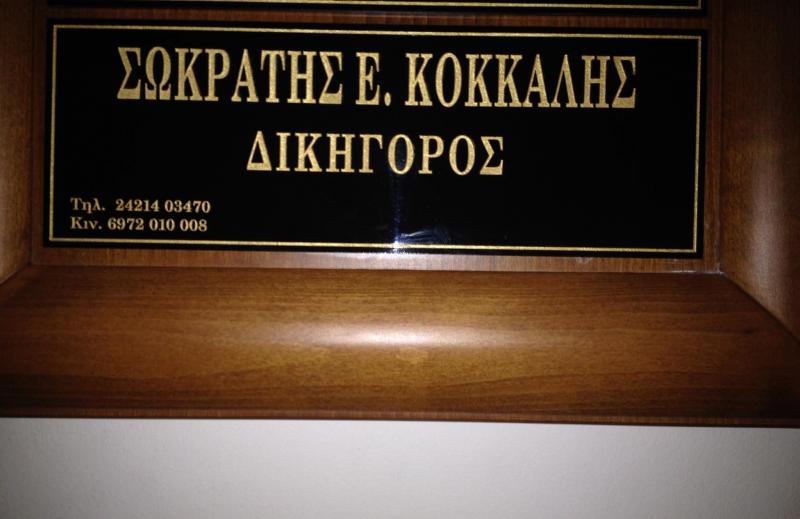 ΣΩΚΡΑΤΗΣ Ε. ΚΟΚΚΑΛΗΣ
ΔΙΚΗΓΟΡΟΣ
Τηλ. 24214 03470
Κιν. 6972 010 008